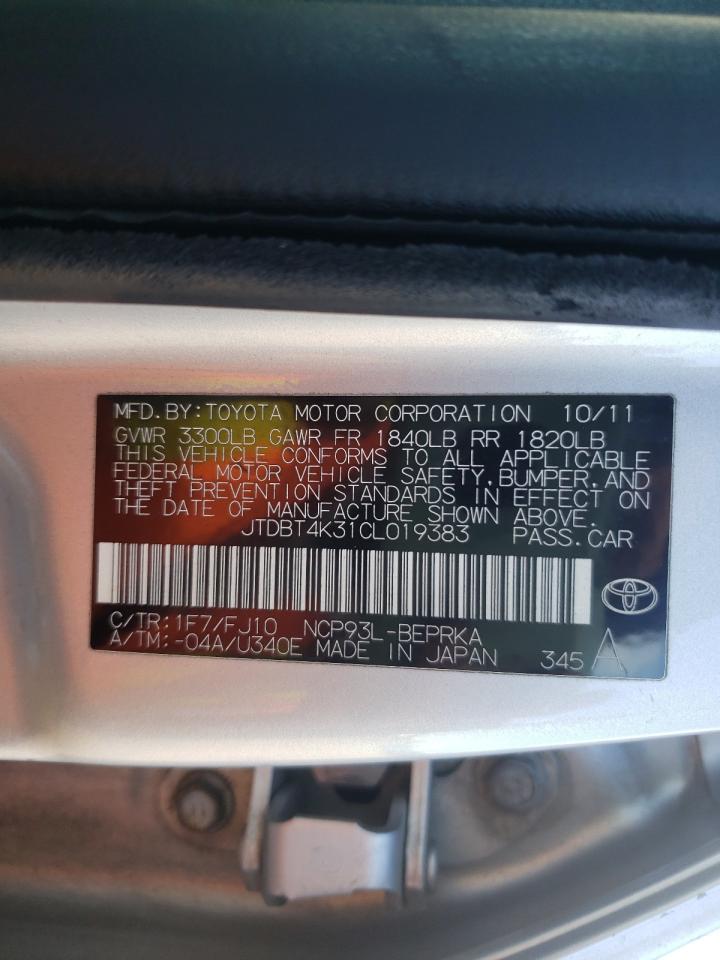 MFD.BY:TOYOTA MOTOR CORPORATION 10/11
GVWR 3300LB GAWR FR 1840LB RR 1820LB
THIS VEHICLE CONFORMS TO ALL APPLICABLE
FEDERAL MOTOR VEHICLE SAFETY,BUMPER,AND
THEFT PREVENTION STANDARDS IN EFFECT ON
THE DATE OF MANUFACTURE SHOWN ABOVE.
JTDBT4K31CL019383 PASS.CAR
C/TR:1F7/FJ10 NCP93L-BEPRKA
A/TM:-04A/U340E MADE IN JAPAN 345 A